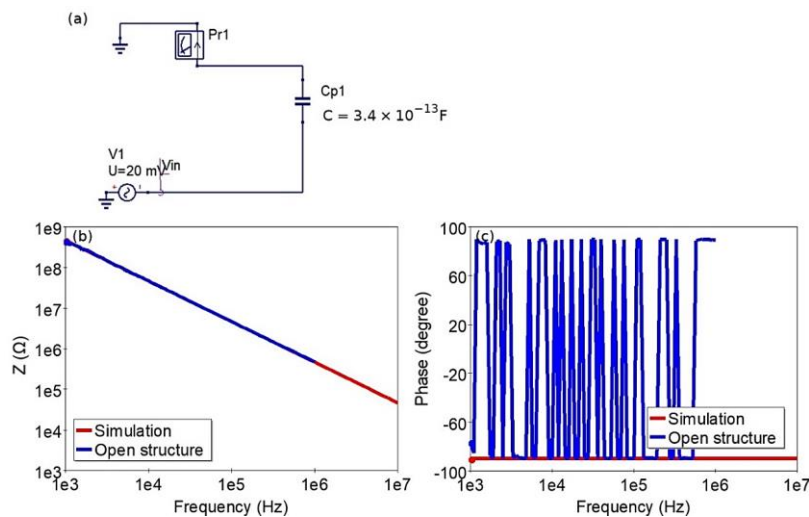 (a)
Pr1
Cp1
C = 3.4 × 10⁻¹³F
V1
U=20 mV
Vin
(b)
1e9
1e8
1e7
1e6
1e5
1e4
1e3
Z (Ω)
Simulation
Open structure
1e3 1e4 1e5 1e6 1e7
Frequency (Hz)
(c)
100
60
20
-20
-60
-100
Phase (degree)
Simulation
Open structure
1e3 1e4 1e5 1e6 1e7
Frequency (Hz)